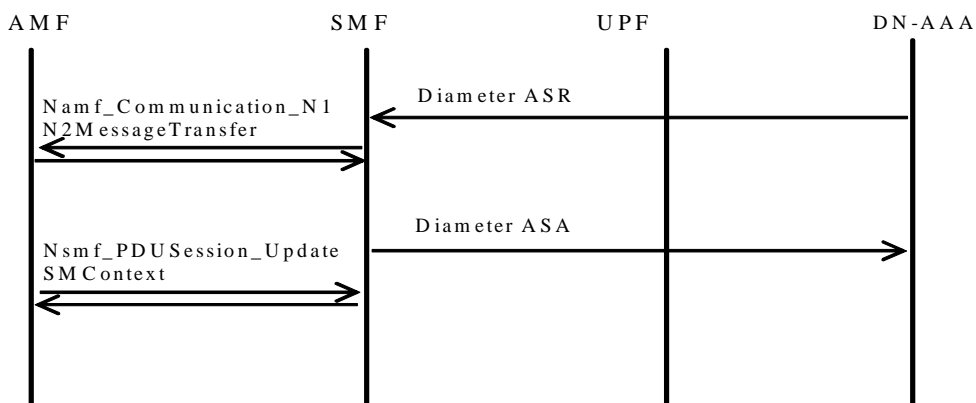 AMF
SMF
UPF
DN-AAA
Diameter ASR
Namf_Communication_N1
N2MessageTransfer
Diameter ASA
Nsmf_PDUSession_Update
SMContext